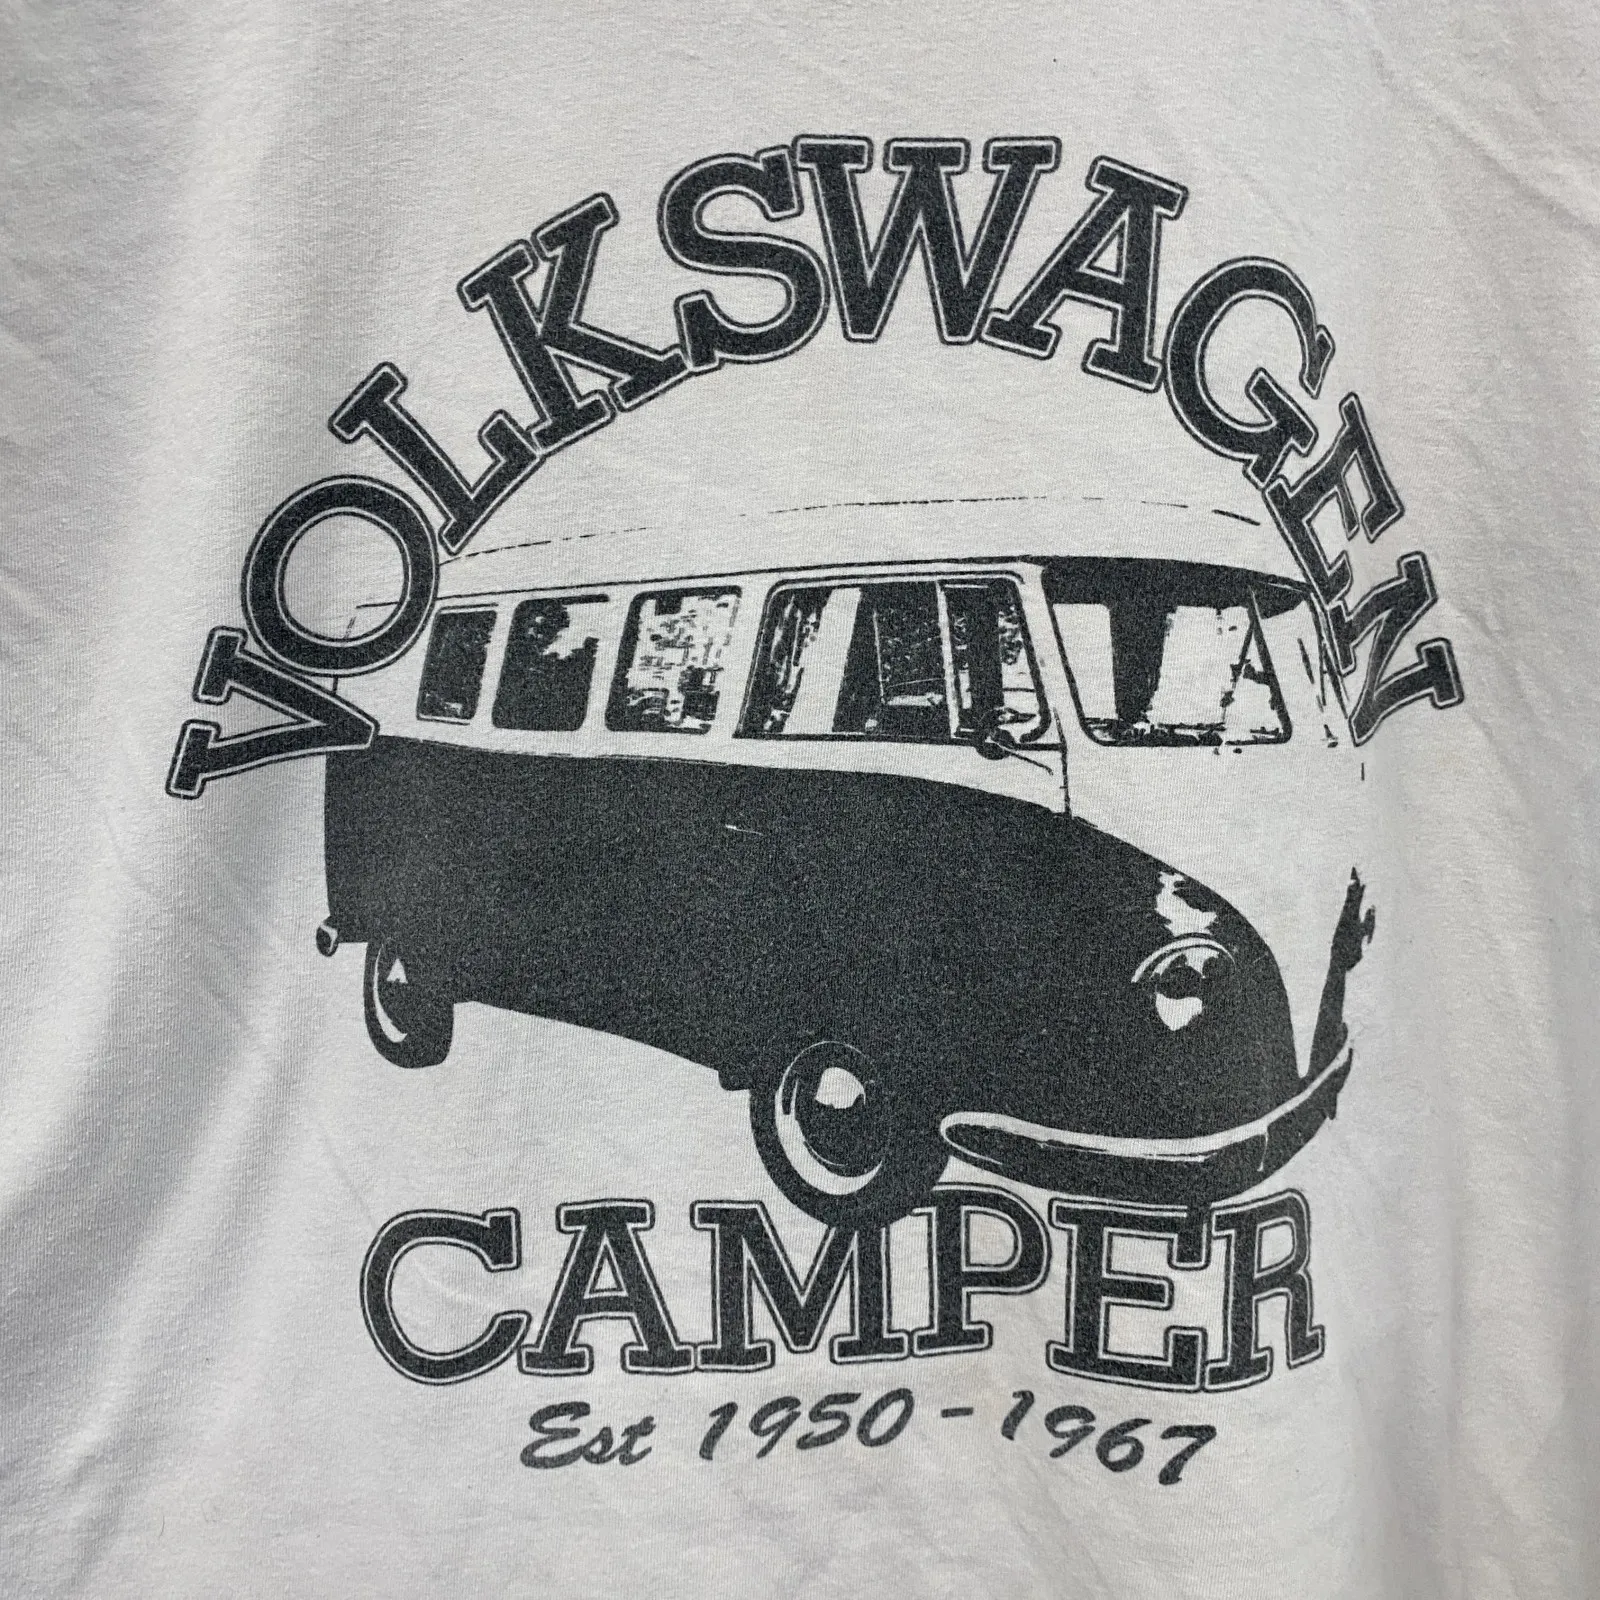 VOLKSWAGEN
CAMPER
Est 1950-1967